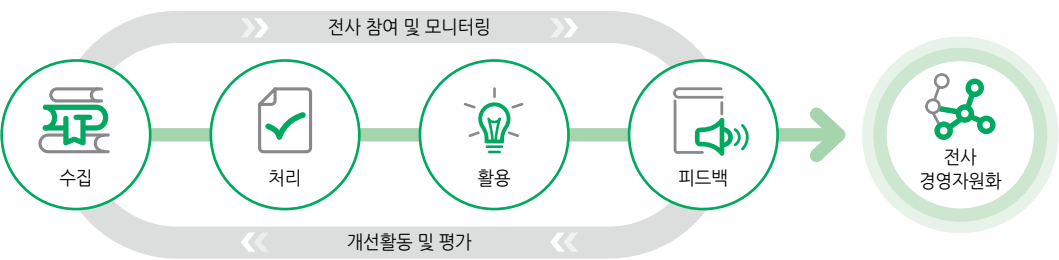 전사 참여 및 모니터링
수집
처리
활용
피드백
전사
경영자원화
개선활동 및 평가